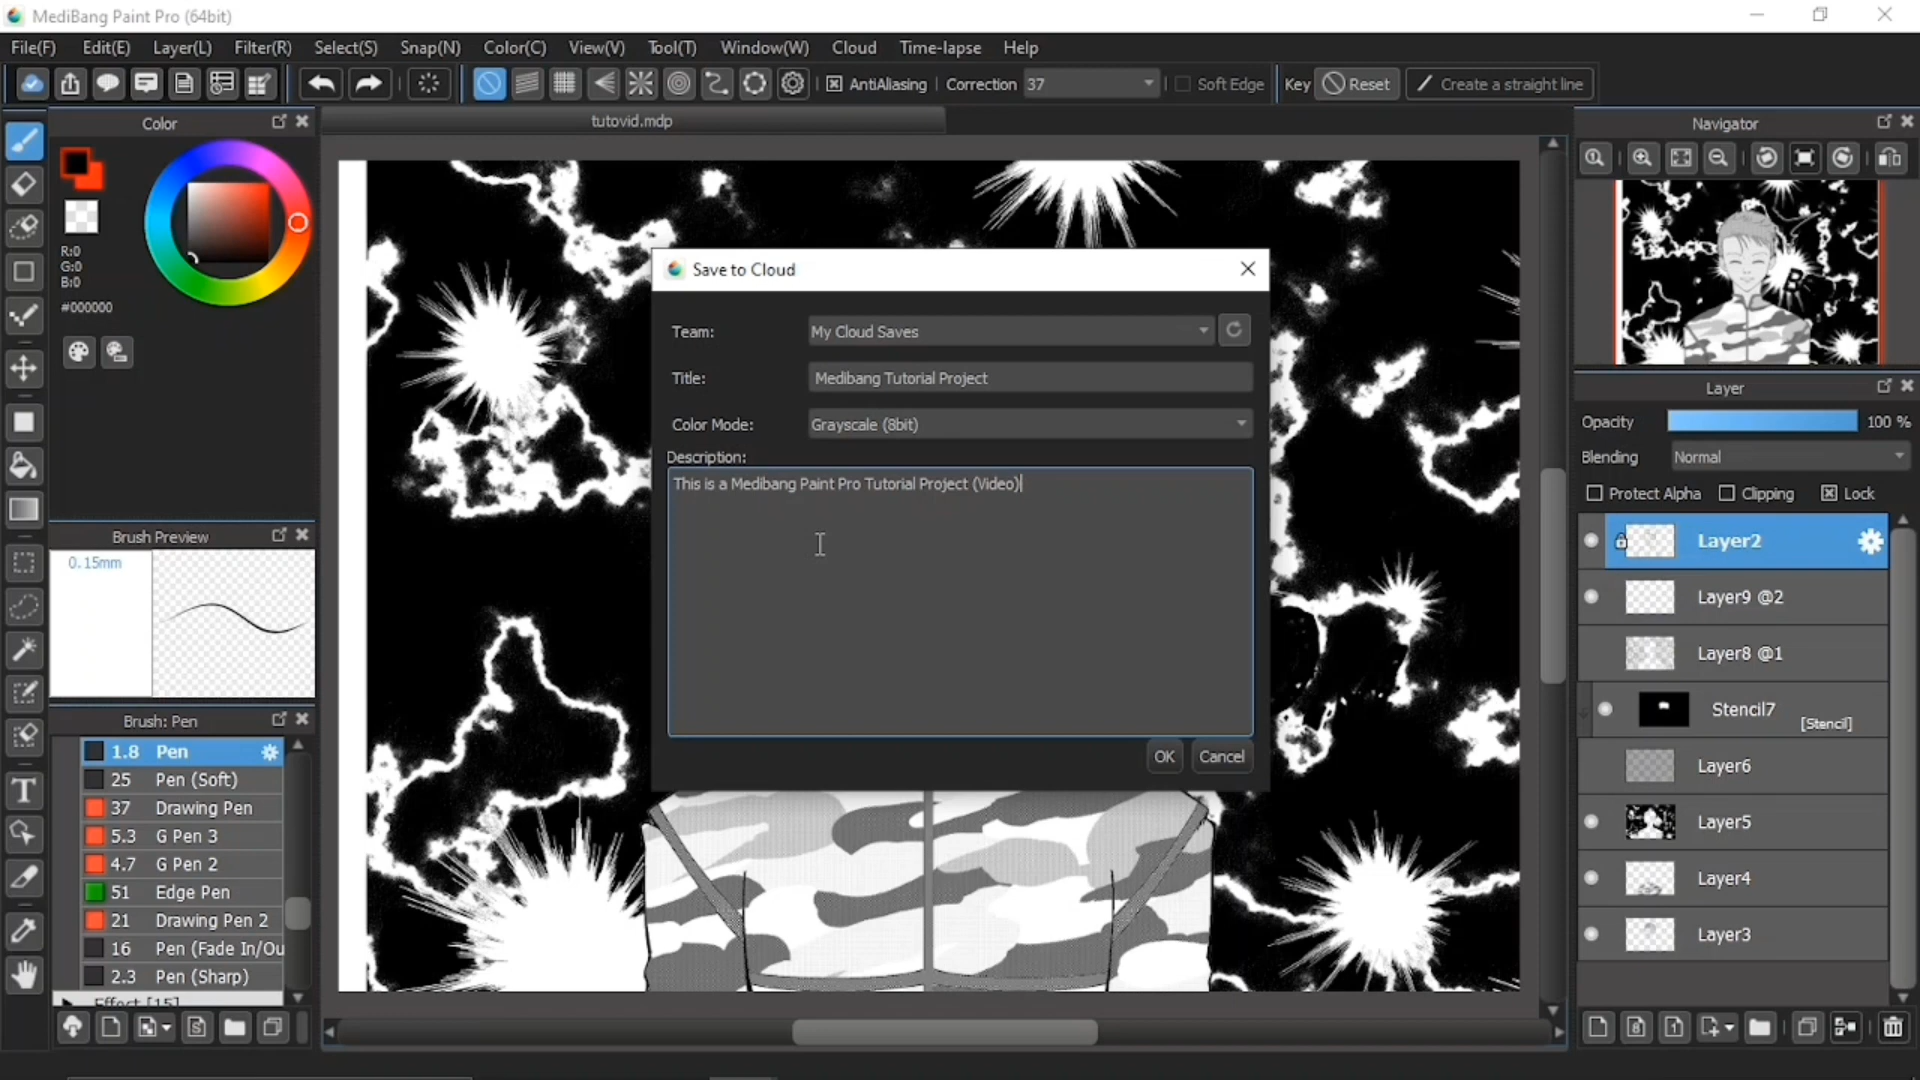 MediBang Paint Pro (64bit)
File(F) Edit(E) Layer(L) Filter(R) Select(S) Snap(N) Color(C) View(V) Tool(T) Window(W) Cloud Time-lapse Help
AntiAliasing Correction 37 Soft Edge Key Reset Create a straight line
Color
R:0
G:0
B:0
#000000
Brush Preview
0.15mm
Brush: Pen
1.8 Pen
25 Pen (Soft)
37 Drawing Pen
5.3 G Pen 3
4.7 G Pen 2
51 Edge Pen
21 Drawing Pen 2
16 Pen (Fade In/Ou
2.3 Pen (Sharp)
Effect [15]
tutovid.mdp
Save to Cloud
Team: My Cloud Saves
Title: Medibang Tutorial Project
Color Mode: Grayscale (8bit)
Description:
This is a Medibang Paint Pro Tutorial Project (Video)
OK Cancel
Navigator
B
Layer
Opacity 100 %
Blending Normal
Protect Alpha Clipping Lock
Layer2
Layer9 @2
Layer8 @1
Stencil7
[Stencil]
Layer6
Layer5
Layer4
Layer3